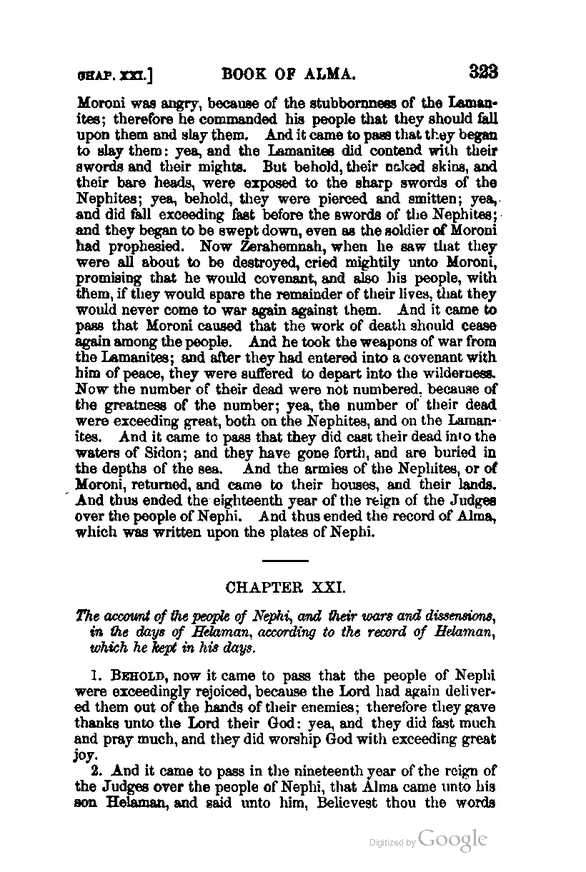 CHAP. XXI.] BOOK OF ALMA. 323
Moroni was angry, because of the stubbornness of the Laman-
ites; therefore he commanded his people that they should fall
upon them and slay them. And it came to pass that they began
to slay them: yea, and the Lamanites did contend with their
swords and their mights. But behold, their naked skins, and
their bare heads, were exposed to the sharp swords of the
Nephites; yea, behold, they were pierced and smitten; yea,
and did fall exceeding fast before the swords of the Nephites;
and they began to be swept down, even as the soldier of Moroni
had prophesied. Now Zerahemnah, when he saw that they
were all about to be destroyed, cried mightily unto Moroni,
promising that he would covenant, and also his people, with
them, if they would spare the remainder of their lives, that they
would never come to war again against them. And it came to
pass that Moroni caused that the work of death should cease
again among the people. And he took the weapons of war from
the Lamanites; and after they had entered into a covenant with
him of peace, they were suffered to depart into the wilderness.
Now the number of their dead were not numbered, because of
the greatness of the number; yea, the number of their dead
were exceeding great, both on the Nephites, and on the Laman-
ites. And it came to pass that they did cast their dead into the
waters of Sidon; and they have gone forth, and are buried in
the depths of the sea. And the armies of the Nephites, or of
Moroni, returned, and came to their houses, and their lands.
And thus ended the eighteenth year of the reign of the Judges
over the people of Nephi. And thus ended the record of Alma,
which was written upon the plates of Nephi.
CHAPTER XXI.
The account of the people of Nephi, and their wars and dissensions,
in the days of Helaman, according to the record of Helaman,
which he kept in his days.
1. BEHOLD, now it came to pass that the people of Nephi
were exceedingly rejoiced, because the Lord had again deliver-
ed them out of the hands of their enemies; therefore they gave
thanks unto the Lord their God: yea, and they did fast much
and pray much, and they did worship God with exceeding great
joy.
2. And it came to pass in the nineteenth year of the reign of
the Judges over the people of Nephi, that Alma came unto his
son Helaman, and said unto him, Believest thou the words
Digitized by Google